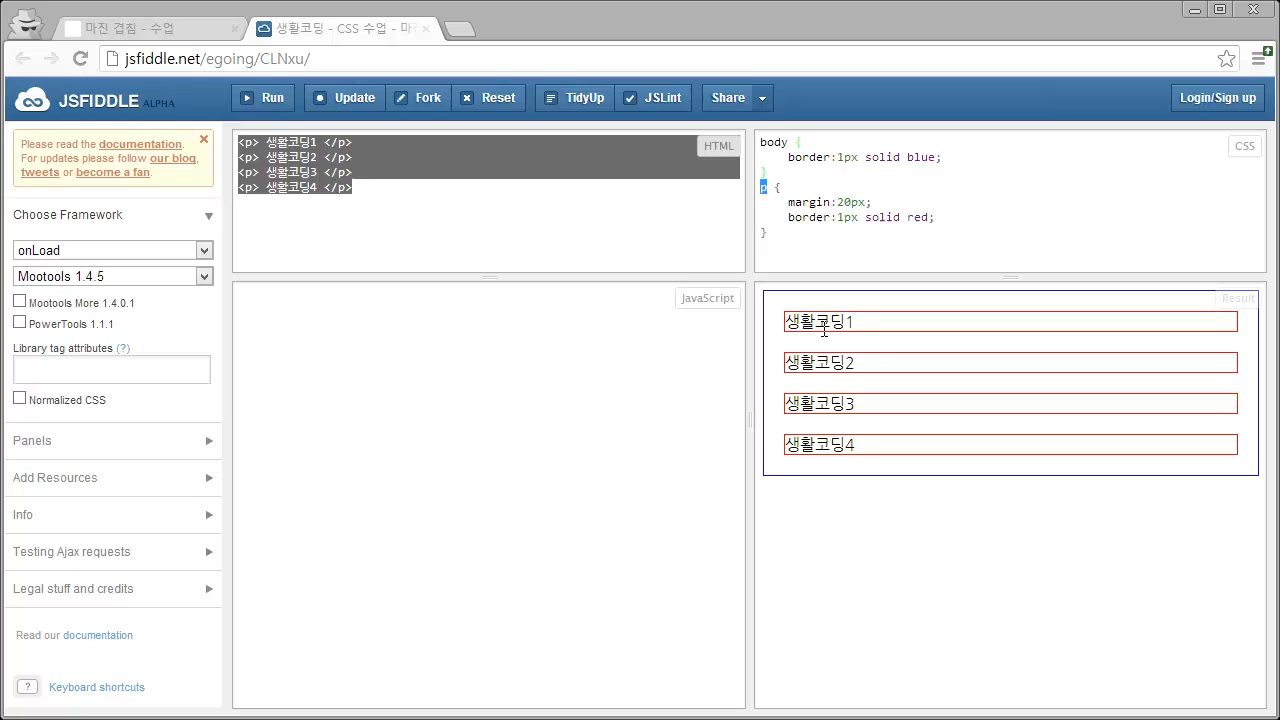 마진 겹침 - 수업
생활코딩 - CSS 수업 - 마
jsfiddle.net/egoing/CLNxu/
JSFIDDLE ALPHA
Run
Update
Fork
Reset
TidyUp
JSLint
Share
Login/Sign up
Please read the documentation.
For updates please follow our blog,
tweets or become a fan.
Choose Framework
onLoad
Mootools 1.4.5
Mootools More 1.4.0.1
PowerTools 1.1.1
Library tag attributes (?)
Normalized CSS
Panels
Add Resources
Info
Testing Ajax requests
Legal stuff and credits
Read our documentation
? Keyboard shortcuts
HTML
<p> 생활코딩1 </p>
<p> 생활코딩2 </p>
<p> 생활코딩3 </p>
<p> 생활코딩4 </p>
CSS
body {
border:1px solid blue;
}
p {
margin:20px;
border:1px solid red;
}
JavaScript
Result
생활코딩1
생활코딩2
생활코딩3
생활코딩4